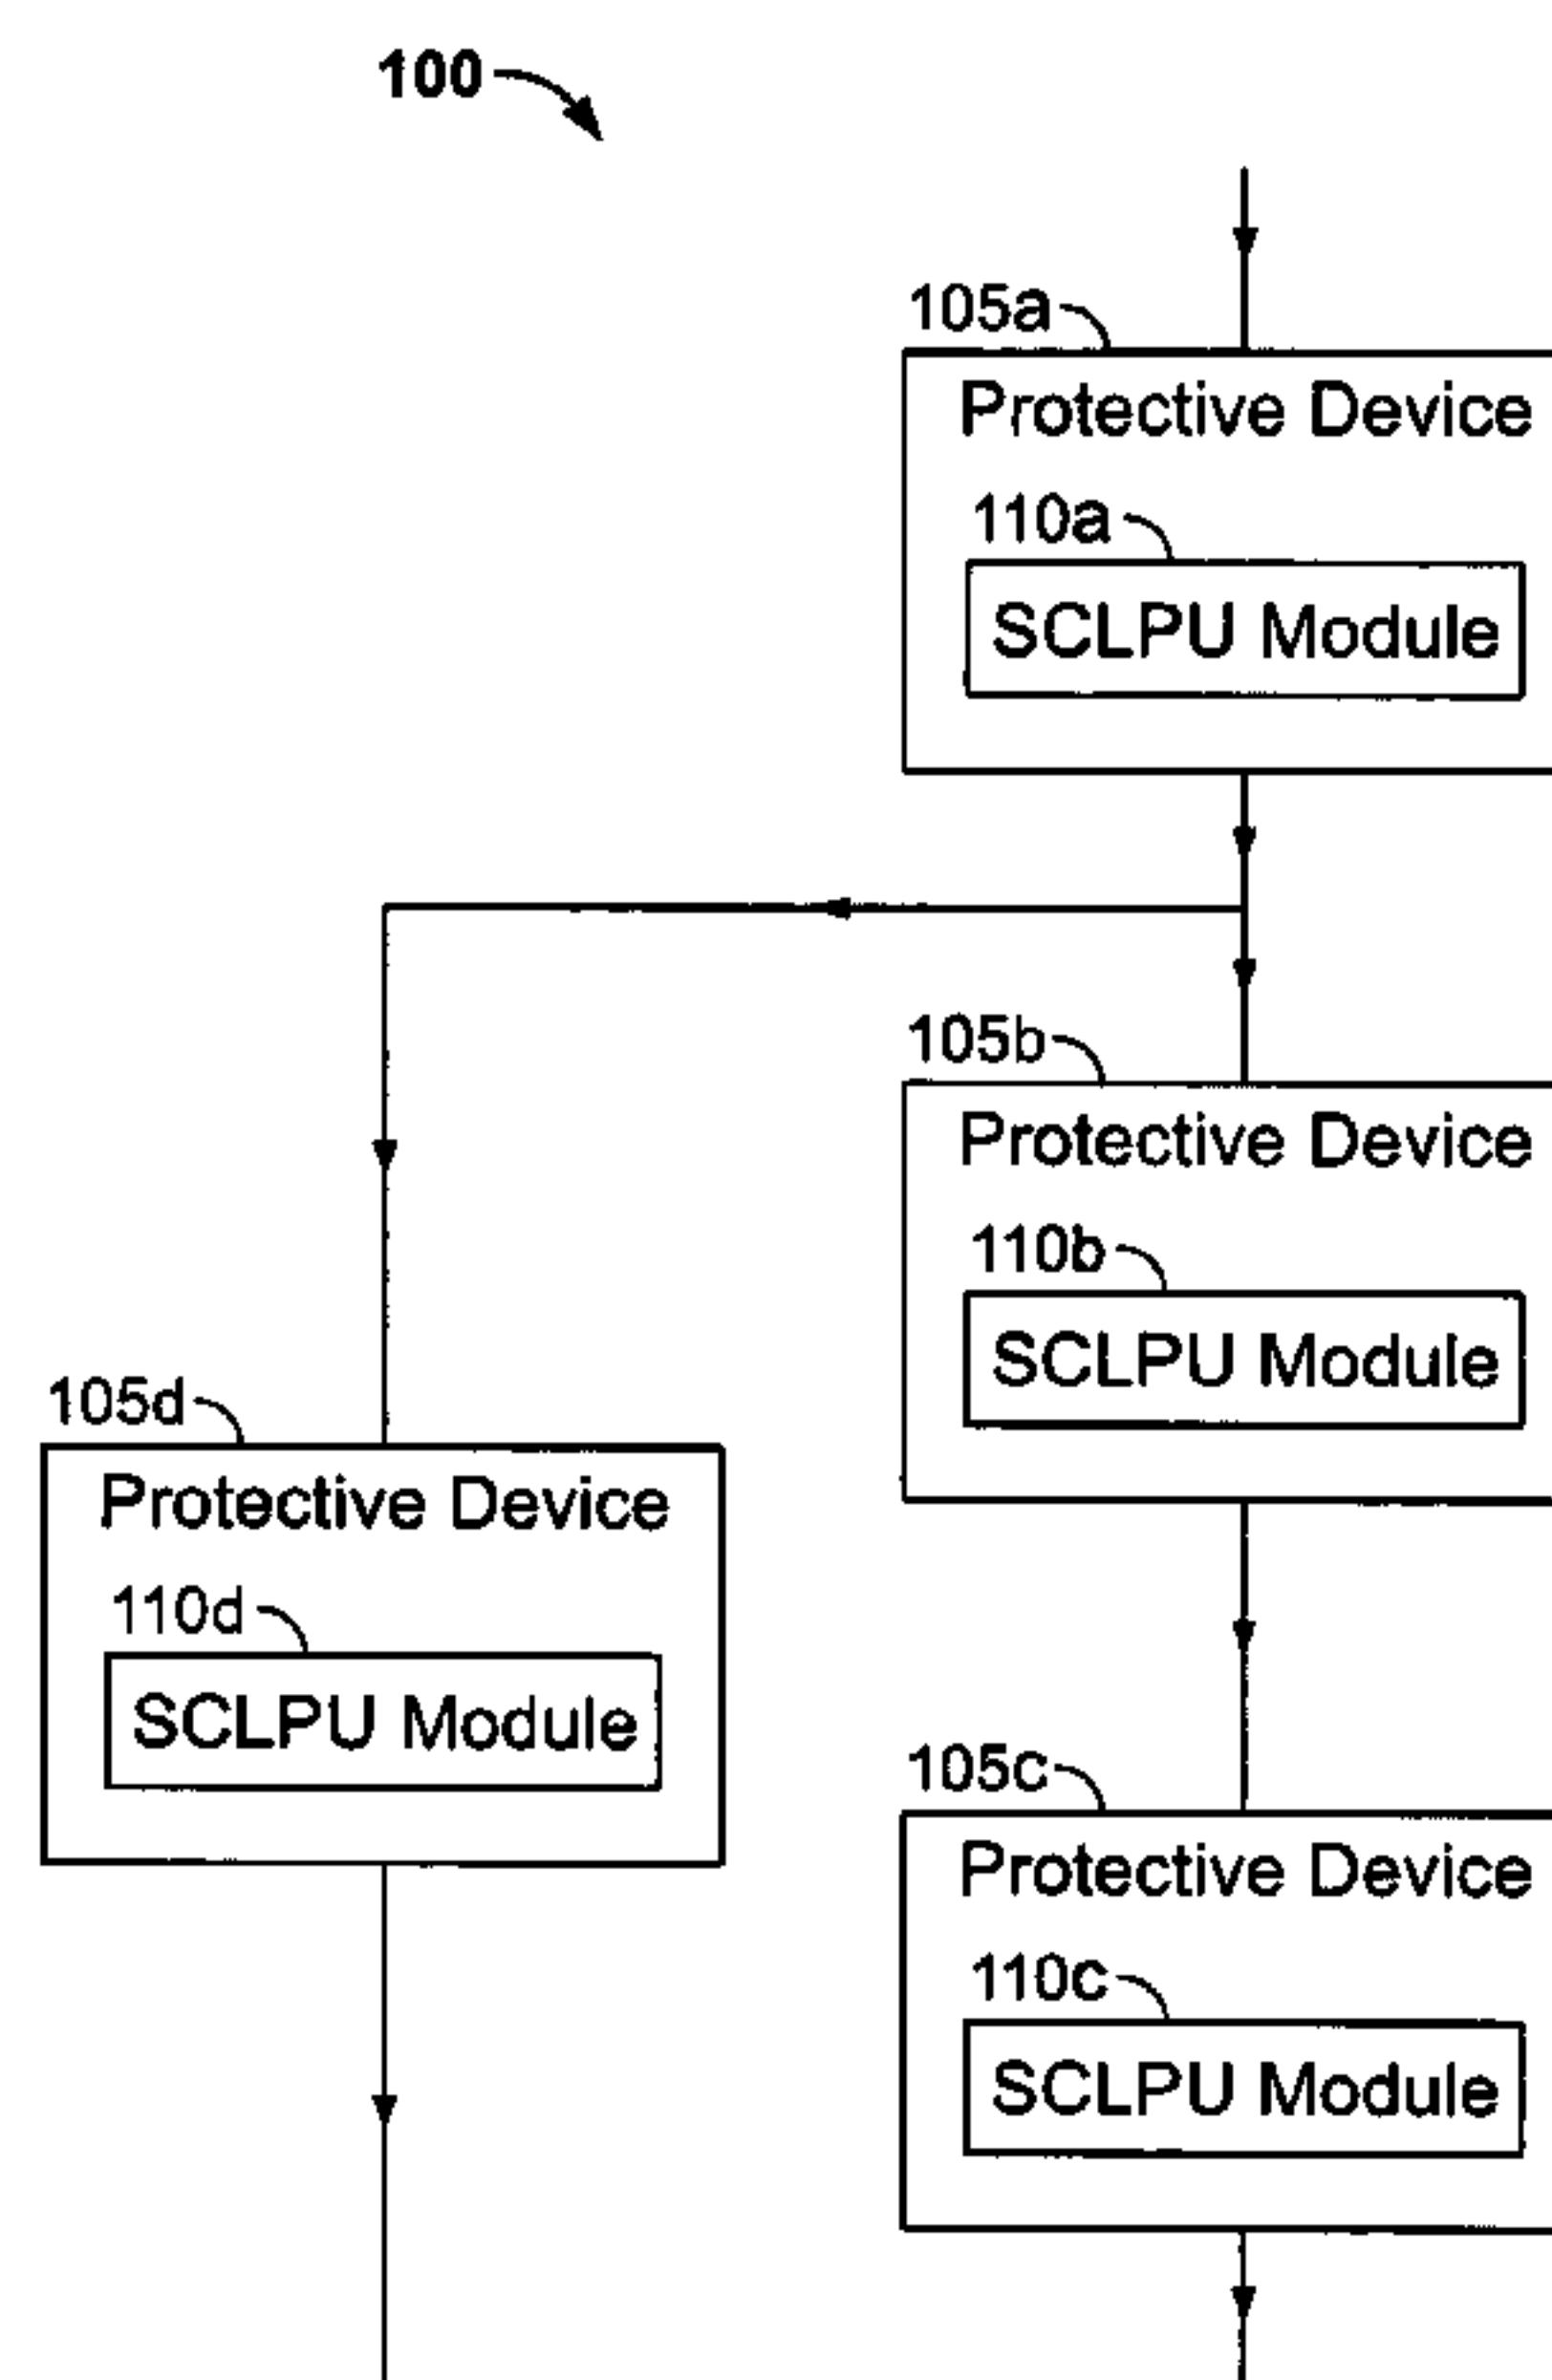 100
105a
Protective Device
110a
SCLPU Module
105b
Protective Device
110b
SCLPU Module
105d
Protective Device
110d
SCLPU Module
105c
Protective Device
110c
SCLPU Module